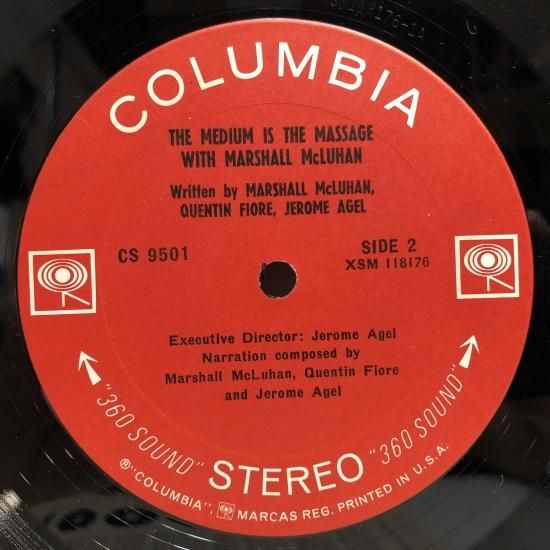 COLUMBIA
THE MEDIUM IS THE MASSAGE
WITH MARSHALL McLUHAN
Written by MARSHALL McLUHAN,
QUENTIN FIORE, JEROME AGEL
CS 9501
SIDE 2
XSM 118176
Executive Director: Jerome Agel
Narration composed by
Marshall McLuhan, Quentin Fiore
and Jerome Agel
"360 SOUND" STEREO "360 SOUND"
℗"COLUMBIA", MARCAS REG. PRINTED IN U.S.A.